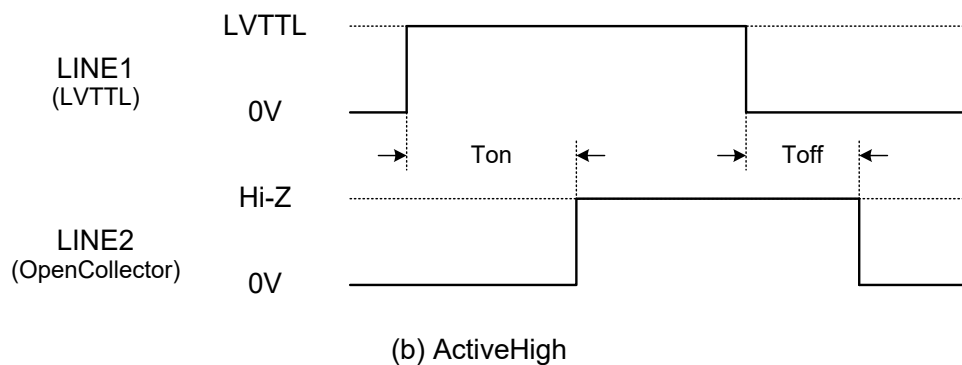 LVTTL
LINE1
(LVTTL)
0V
Ton
Toff
Hi-Z
LINE2
(OpenCollector)
0V
(b) ActiveHigh